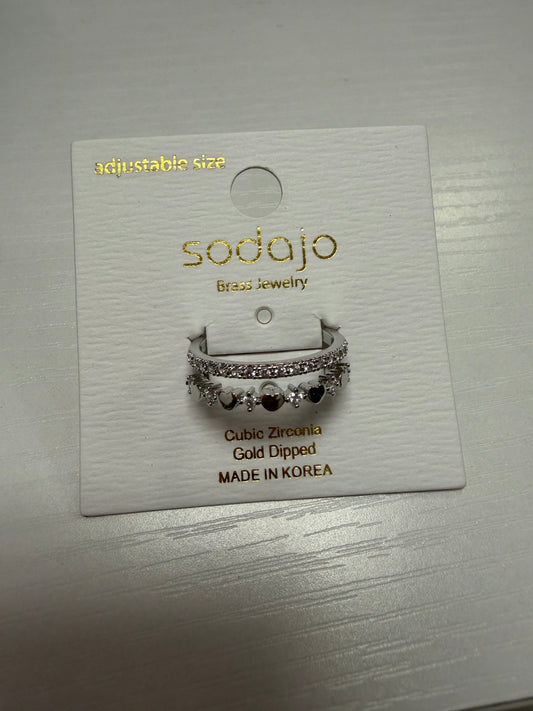 adjustable size
sodajo
Brass Jewelry
Cubic Zirconia
Gold Dipped
MADE IN KOREA